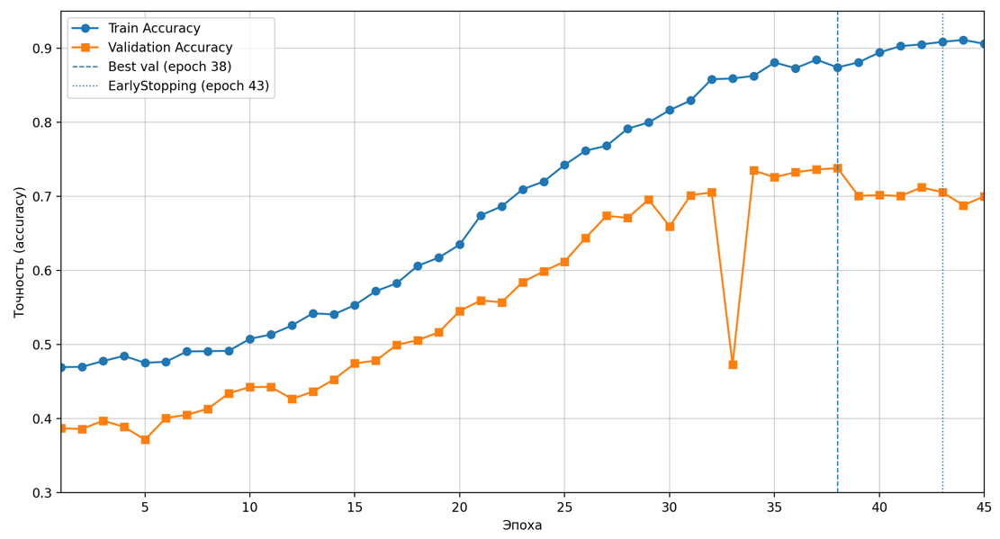 Train Accuracy
Validation Accuracy
Best val (epoch 38)
EarlyStopping (epoch 43)
Точность (accuracy)
0.9
0.8
0.7
0.6
0.5
0.4
0.3
5 10 15 20 25 30 35 40 45
Эпоха